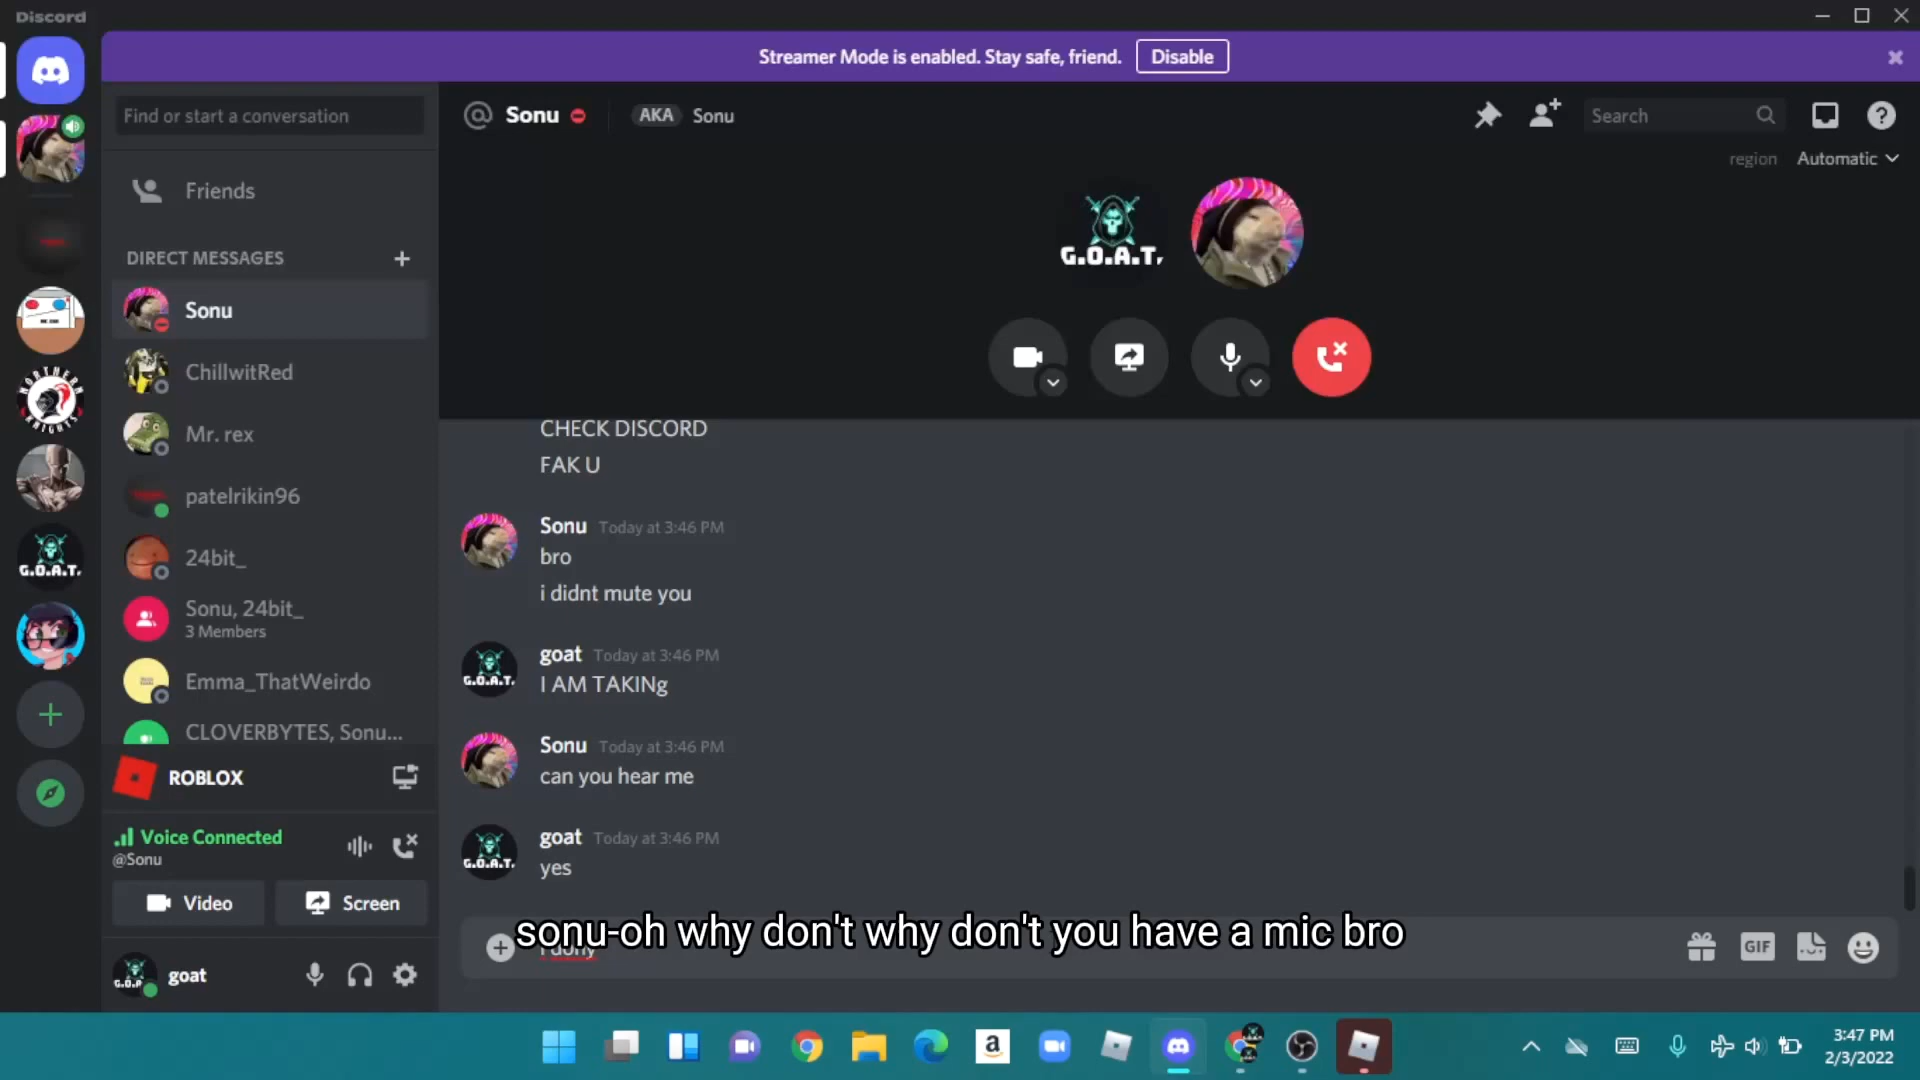 Discord
Streamer Mode is enabled. Stay safe, friend.
Disable
Find or start a conversation
Sonu
AKA
Sonu
Search
region
Automatic
Friends
DIRECT MESSAGES
Sonu
ChillwitRed
Mr. rex
patelrikin96
24bit_
Sonu, 24bit_
3 Members
Emma_ThatWeirdo
CLOVERBYTES, Sonu...
ROBLOX
Voice Connected
@Sonu
Video
Screen
goat
G.O.A.T.
NORTHERN
KNIGHTS
G.O.A.T.
CHECK DISCORD
FAK U
Sonu Today at 3:46 PM
bro
i didnt mute you
goat Today at 3:46 PM
I AM TAKINg
Sonu Today at 3:46 PM
can you hear me
goat Today at 3:46 PM
yes
sonu-oh why don't why don't you have a mic bro
GIF
3:47 PM
2/3/2022